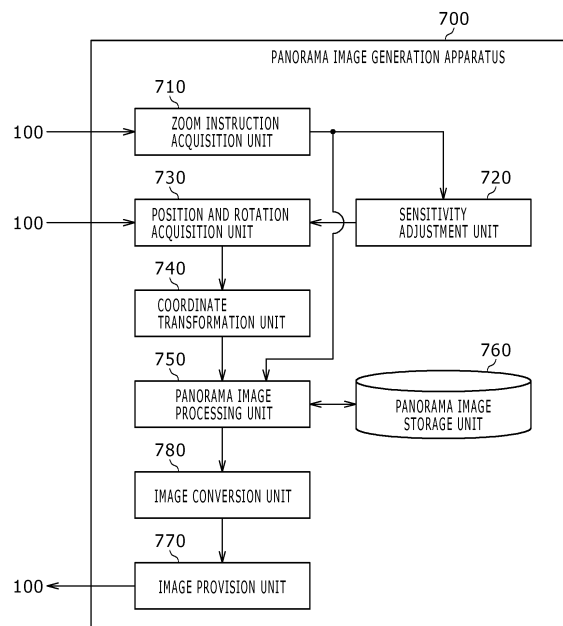 700
PANORAMA IMAGE GENERATION APPARATUS
710
100
ZOOM INSTRUCTION
ACQUISITION UNIT
730
720
100
POSITION AND ROTATION
ACQUISITION UNIT
SENSITIVITY
ADJUSTMENT UNIT
740
COORDINATE
TRANSFORMATION UNIT
750
760
PANORAMA IMAGE
PROCESSING UNIT
PANORAMA IMAGE
STORAGE UNIT
780
IMAGE CONVERSION UNIT
770
100
IMAGE PROVISION UNIT